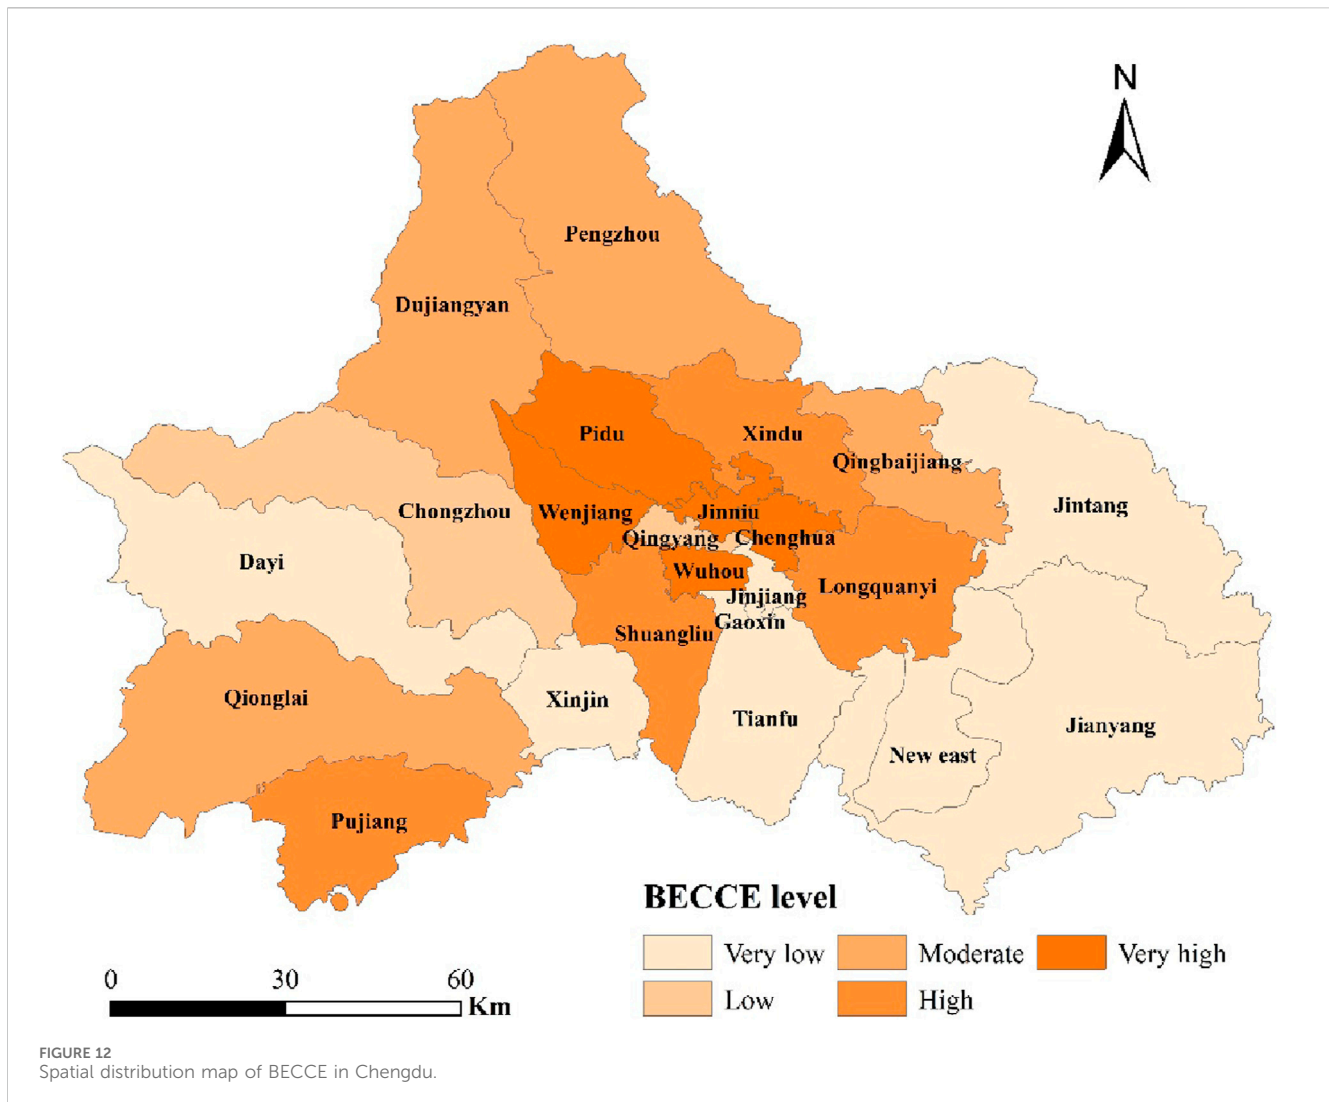 N
Pengzhou
Dujiangyan
Pidu
Xindu
Qingbaijiang
Jintang
Chongzhou
Wenjiang
Jinniu
Qingyang
Chenghua
Dayi
Wuhou
Longquanyi
Jinjiang
Gaoxin
Shuangliu
Qionglai
Xinjin
Tianfu
Jianyang
New east
Pujiang
BECCE level
Very low
Moderate
Very high
Low
High
0 30 60
Km
FIGURE 12
Spatial distribution map of BECCE in Chengdu.